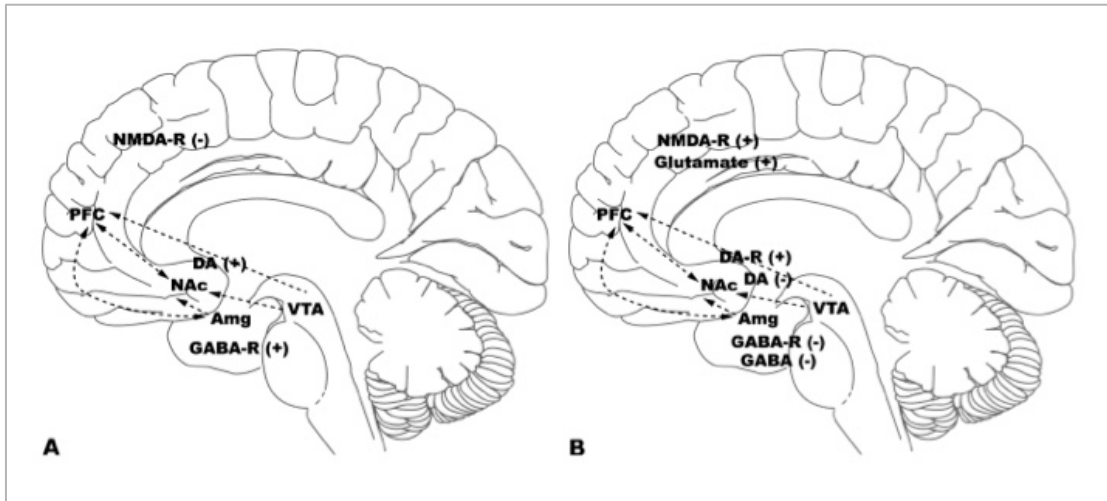 NMDA-R (-)
PFC
DA (+)
NAc
VTA
Amg
GABA-R (+)
A
NMDA-R (+)
Glutamate (+)
PFC
DA-R (+)
DA (-)
NAc
VTA
Amg
GABA-R (-)
GABA (-)
B